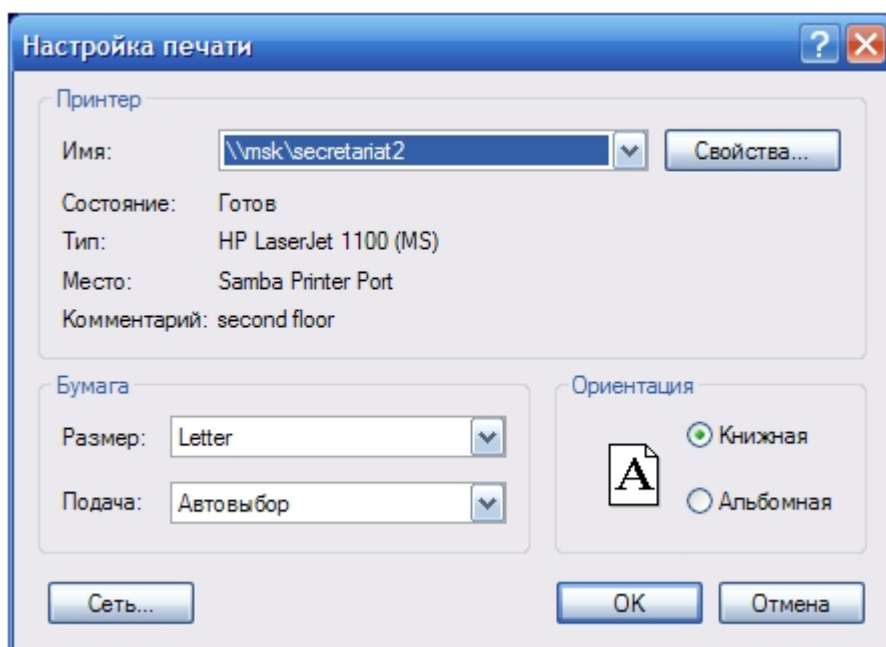 Настройка печати
Принтер
Имя: \\msk\secretariat2 Свойства...
Состояние: Готов
Тип: HP LaserJet 1100 (MS)
Место: Samba Printer Port
Комментарий: second floor
Бумага
Размер: Letter
Подача: Автовыбор
Ориентация
A
Книжная
Альбомная
Сеть... OK Отмена